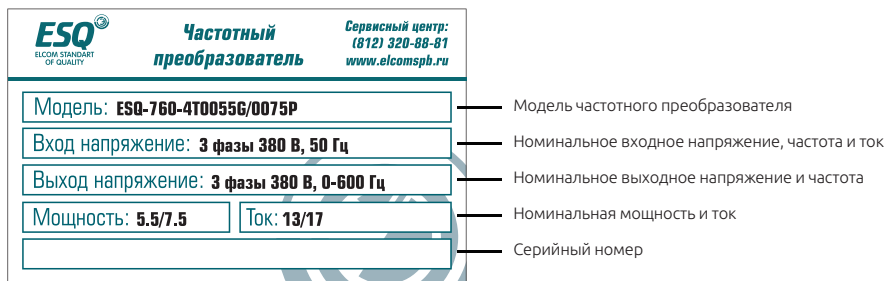 ESQ®
ELCOM STANDART
OF QUALITY
Частотный
преобразователь
Сервисный центр:
(812) 320-88-81
www.elcomspb.ru
Модель: ESQ-760-4T0055G/0075P
Модель частотного преобразователя
Вход напряжение: 3 фазы 380 В, 50 Гц
Номинальное входное напряжение, частота и ток
Выход напряжение: 3 фазы 380 В, 0-600 Гц
Номинальное выходное напряжение и частота
Мощность: 5.5/7.5
Ток: 13/17
Номинальная мощность и ток
Серийный номер